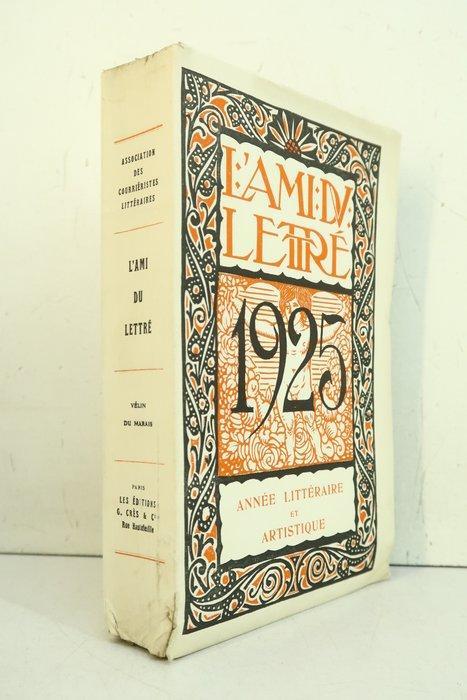 ASSOCIATION
DES
COURRIÉRISTES
LITTÉRAIRES
L'AMI
DU
LETTRÉ
VÉLIN
DU MARAIS
PARIS
LES ÉDITIONS
G. CRÈS & Cie
Rue Hautefeuille
L'AMI·DV·
LETTRÉ
1925
ANNÉE LITTÉRAIRE
ET
ARTISTIQUE